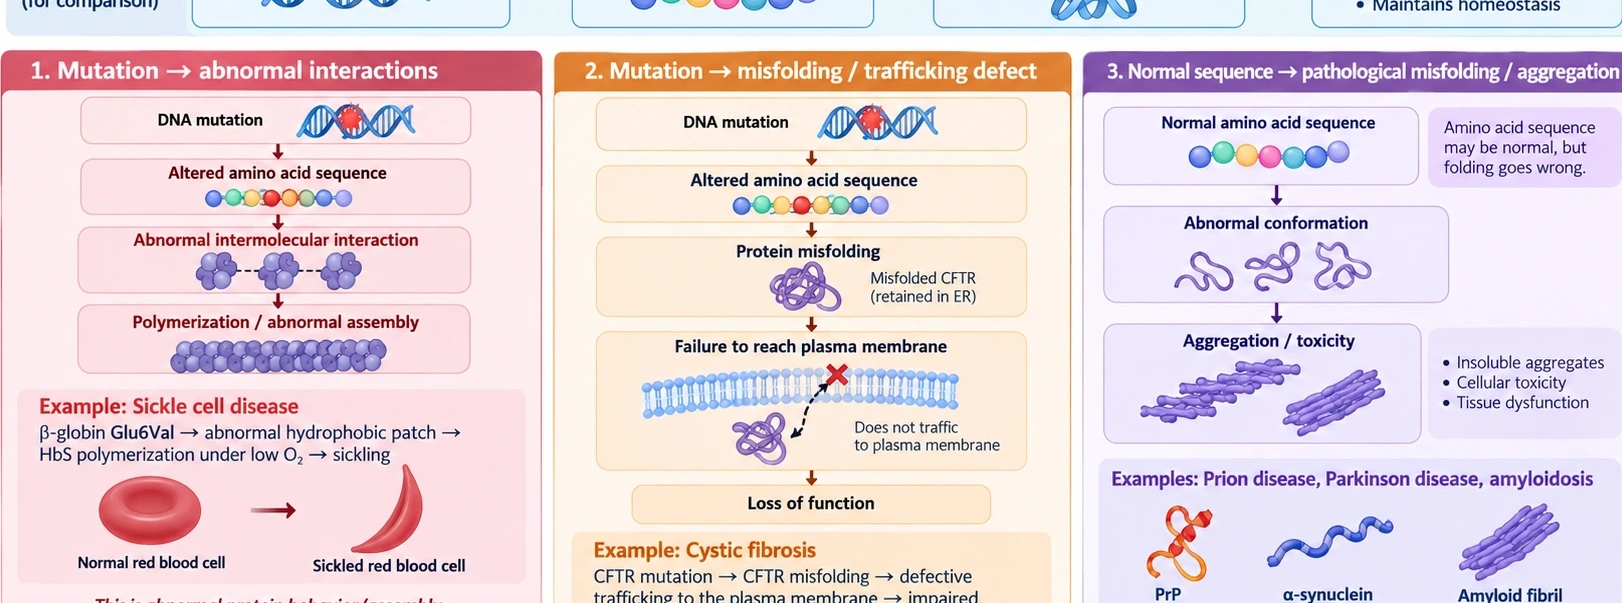 (for comparison)
• Maintains homeostasis
1. Mutation → abnormal interactions
DNA mutation
Altered amino acid sequence
Abnormal intermolecular interaction
Polymerization / abnormal assembly
Example: Sickle cell disease
β-globin Glu6Val → abnormal hydrophobic patch →
HbS polymerization under low O₂ → sickling
Normal red blood cell
Sickled red blood cell
This is abnormal protein behavior/assembly
2. Mutation → misfolding / trafficking defect
DNA mutation
Altered amino acid sequence
Protein misfolding
Misfolded CFTR
(retained in ER)
Failure to reach plasma membrane
Does not traffic
to plasma membrane
Loss of function
Example: Cystic fibrosis
CFTR mutation → CFTR misfolding → defective
trafficking to the plasma membrane → impaired
3. Normal sequence → pathological misfolding / aggregation
Normal amino acid sequence
Amino acid sequence
may be normal, but
folding goes wrong.
Abnormal conformation
Aggregation / toxicity
• Insoluble aggregates
• Cellular toxicity
• Tissue dysfunction
Examples: Prion disease, Parkinson disease, amyloidosis
PrP
α-synuclein
Amyloid fibril